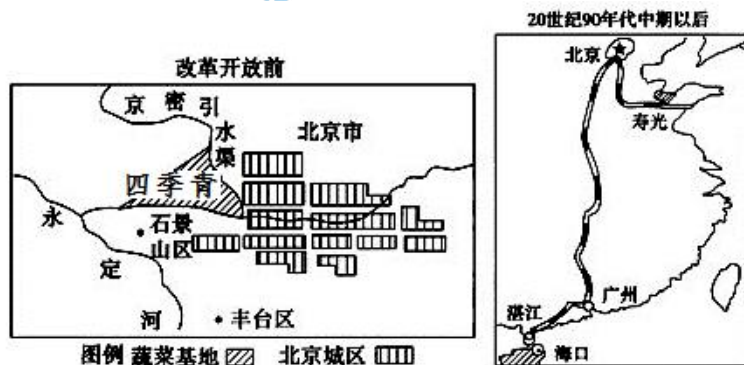 改革开放前
京密引水渠
北京市
四季青
石景山区
永定河
丰台区
图例 蔬菜基地 北京城区
20世纪90年代中期以后
北京
寿光
广州
湛江
海口